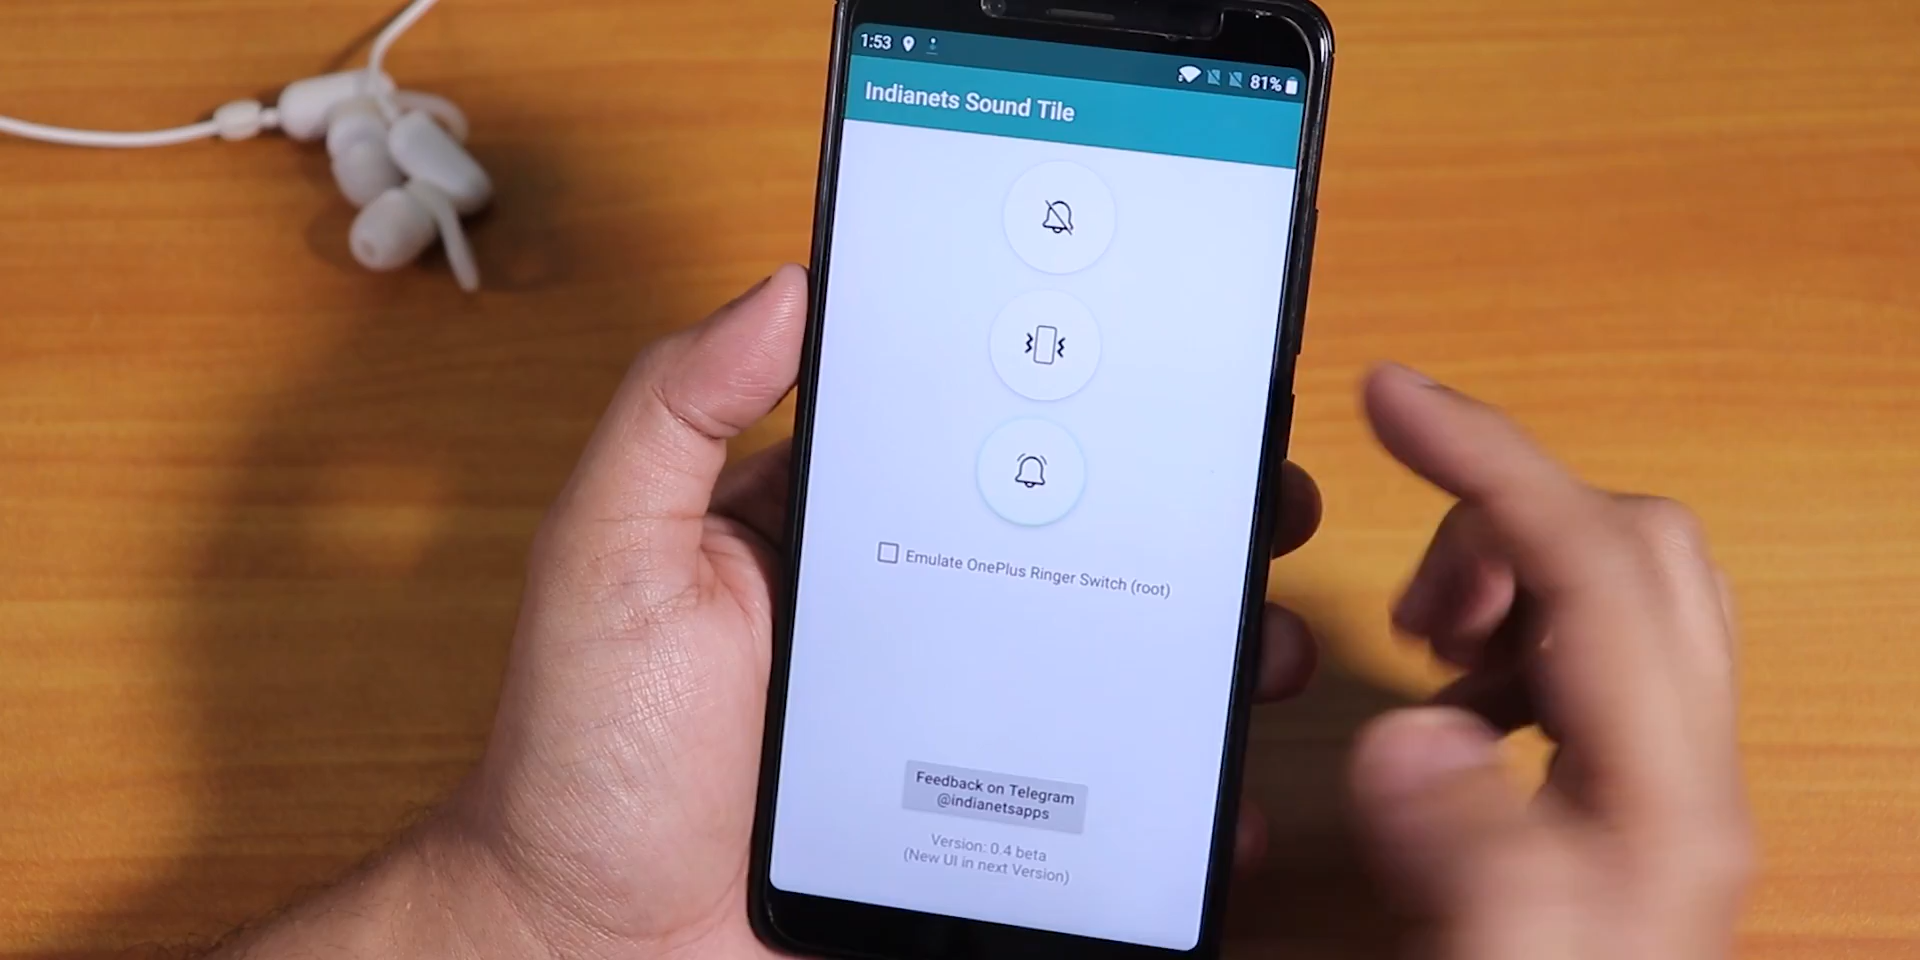 1:53
81%
Indianets Sound Tile
Emulate OnePlus Ringer Switch (root)
Feedback on Telegram
@indianetsapps
Version: 0.4 beta
(New UI in next Version)